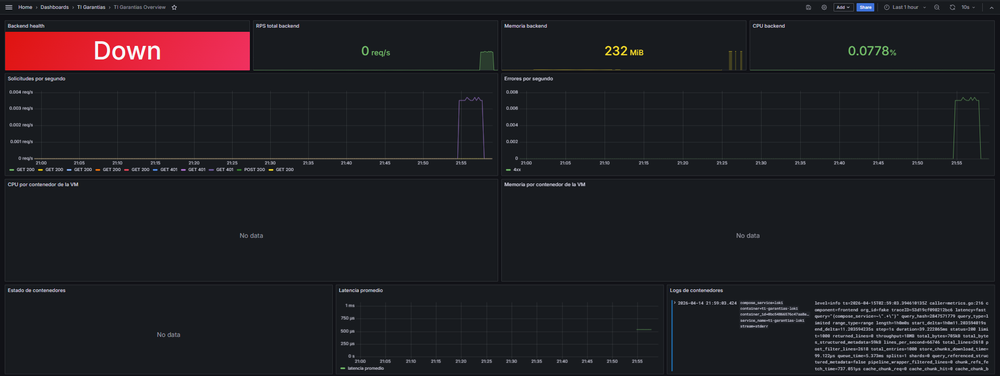 Home › Dashboards › TI Garantías › TI Garantías Overview
Add
Share
Last 1 hour
10s
Backend health
Down
RPS total backend
0 req/s
Memoria backend
232 MiB
CPU backend
0.0778%
Solicitudes por segundo
0.004 req/s
0.003 req/s
0.002 req/s
0.001 req/s
0 req/s
21:00 21:05 21:10 21:15 21:20 21:25 21:30 21:35 21:40 21:45 21:50 21:55
GET 200 GET 200 GET 200 GET 200 GET 200 GET 401 GET 401 GET 401 POST 200 GET 200
Errores por segundo
0.008
0.006
0.004
0.002
0
21:00 21:05 21:10 21:15 21:20 21:25 21:30 21:35 21:40 21:45 21:50 21:55
4xx
CPU por contenedor de la VM
No data
Memoria por contenedor de la VM
No data
Estado de contenedores
No data
Latencia promedio
1 ms
750 µs
500 µs
250 µs
0 s
21:00 21:05 21:10 21:15 21:20 21:25 21:30 21:35 21:40 21:45 21:50 21:55
latencia promedio
Logs de contenedores
2026-04-14 21:59:03.424
compose_service=loki
container=ti-garantias-loki
container_id=0bc54866576c47aa8e…
service_name=ti-garantias-loki
stream=stderr
level=info ts=2026-04-15T02:59:03.394610135Z caller=metrics.go:216 c
omponent=frontend org_id=fake traceID=53d19cf098212bc6 latency=fast
query="{compose_service=~\".+\"}" query_hash=2847571779 query_type=l
imited range_type=range length=1h0m0s start_delta=1h0m11.203594019s
end_delta=11.203594235s step=1s duration=39.222865ms status=200 limi
t=1000 returned_lines=0 throughput=18MB total_bytes=705kB total_byte
s_structured_metadata=59kB lines_per_second=66746 total_lines=2618 p
ost_filter_lines=2618 total_entries=1000 store_chunks_download_time=
99.122µs queue_time=5.373ms splits=1 shards=0 query_referenced_struc
tured_metadata=false pipeline_wrapper_filtered_lines=0 chunk_refs_fe
tch_time=737.051µs cache_chunk_req=0 cache_chunk_hit=0 cache_chunk_b